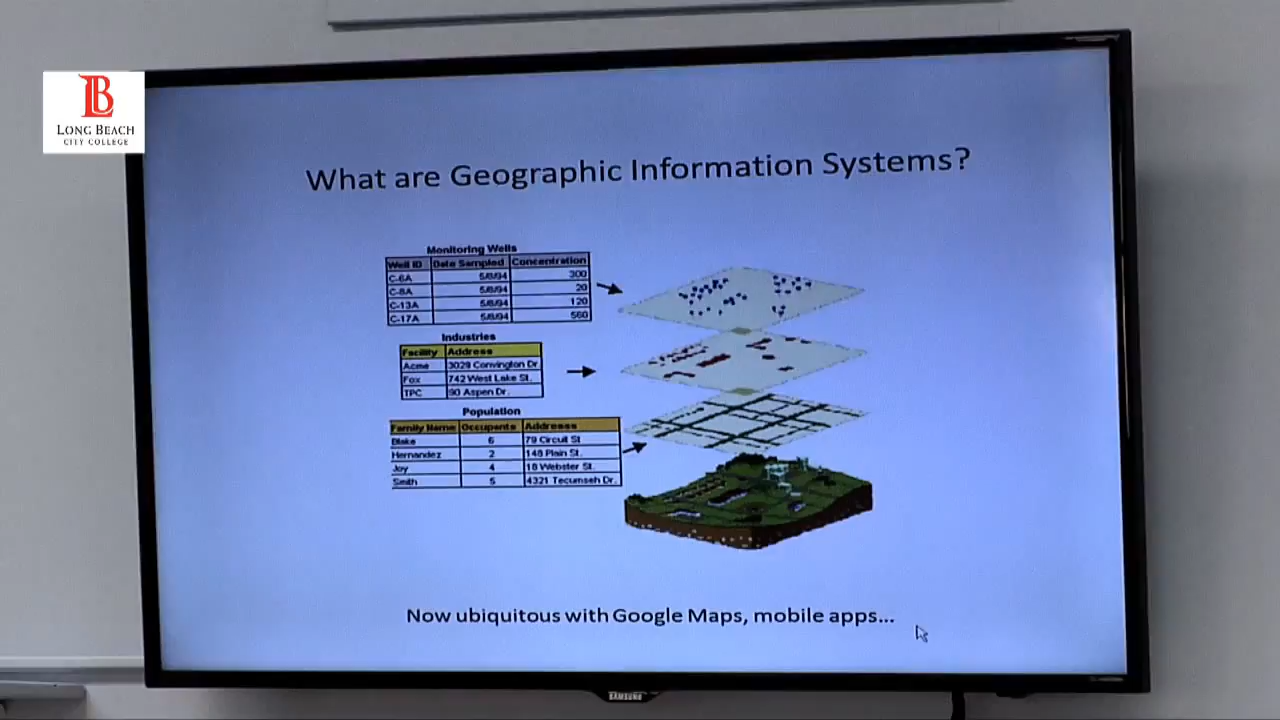 LB
LONG BEACH
CITY COLLEGE
What are Geographic Information Systems?
Monitoring Wells
Well ID Date Sampled Concentration
C-6A 5/8/94 300
C-8A 5/8/94 20
C-13A 5/8/94 120
C-17A 5/8/94 560
Industries
Facility Address
Acme 3029 Convington Dr.
Fox 742 West Lake St.
TPC 90 Aspen Dr.
Population
Family Name Occupants Addresss
Blake 6 79 Circuit St
Hernandez 2 148 Plain St.
Joy 4 18 Webster St.
Smith 5 4321 Tecumseh Dr.
Now ubiquitous with Google Maps, mobile apps...
SAMSUNG